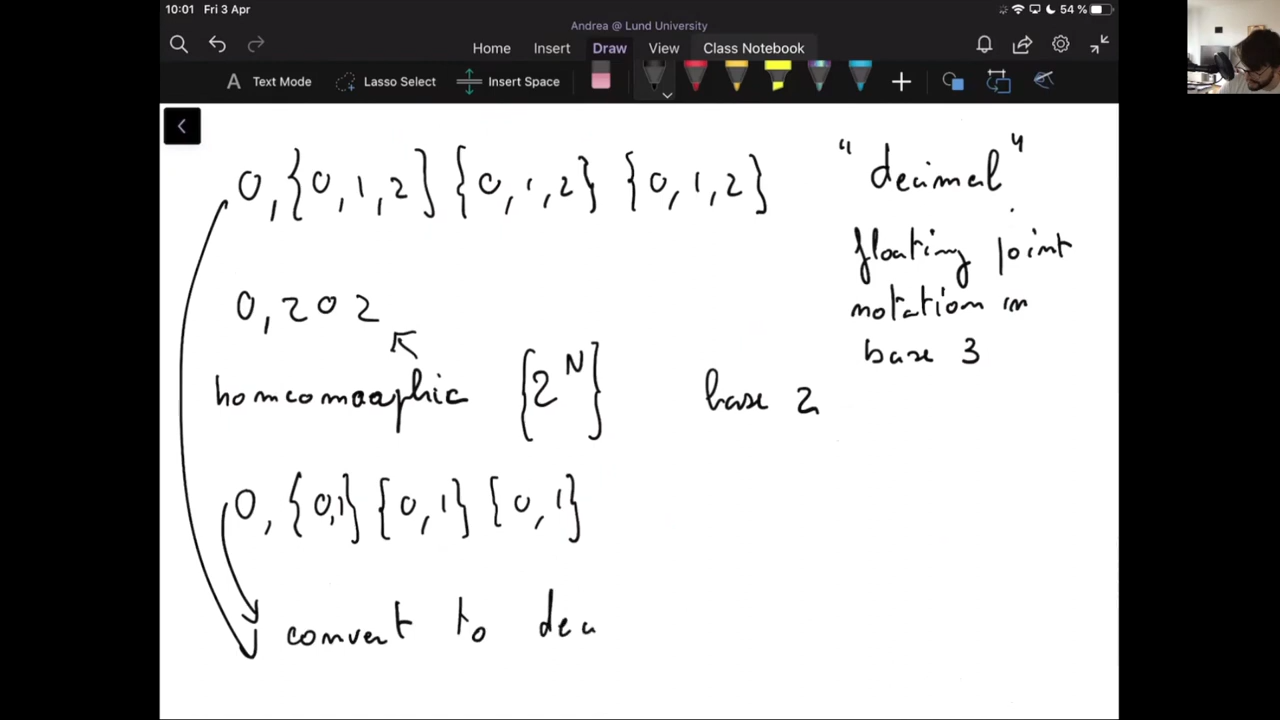 10:01 Fri 3 Apr
54 %
Andrea @ Lund University
Home Insert Draw View Class Notebook
Text Mode Lasso Select Insert Space
0, {0, 1, 2} {0, 1, 2} {0, 1, 2}
"decimal"
floating point
notation in
base 3
0, 202
homeomorphic {2^N}
base 2
0, {0,1} {0, 1} {0, 1}
convert to dec